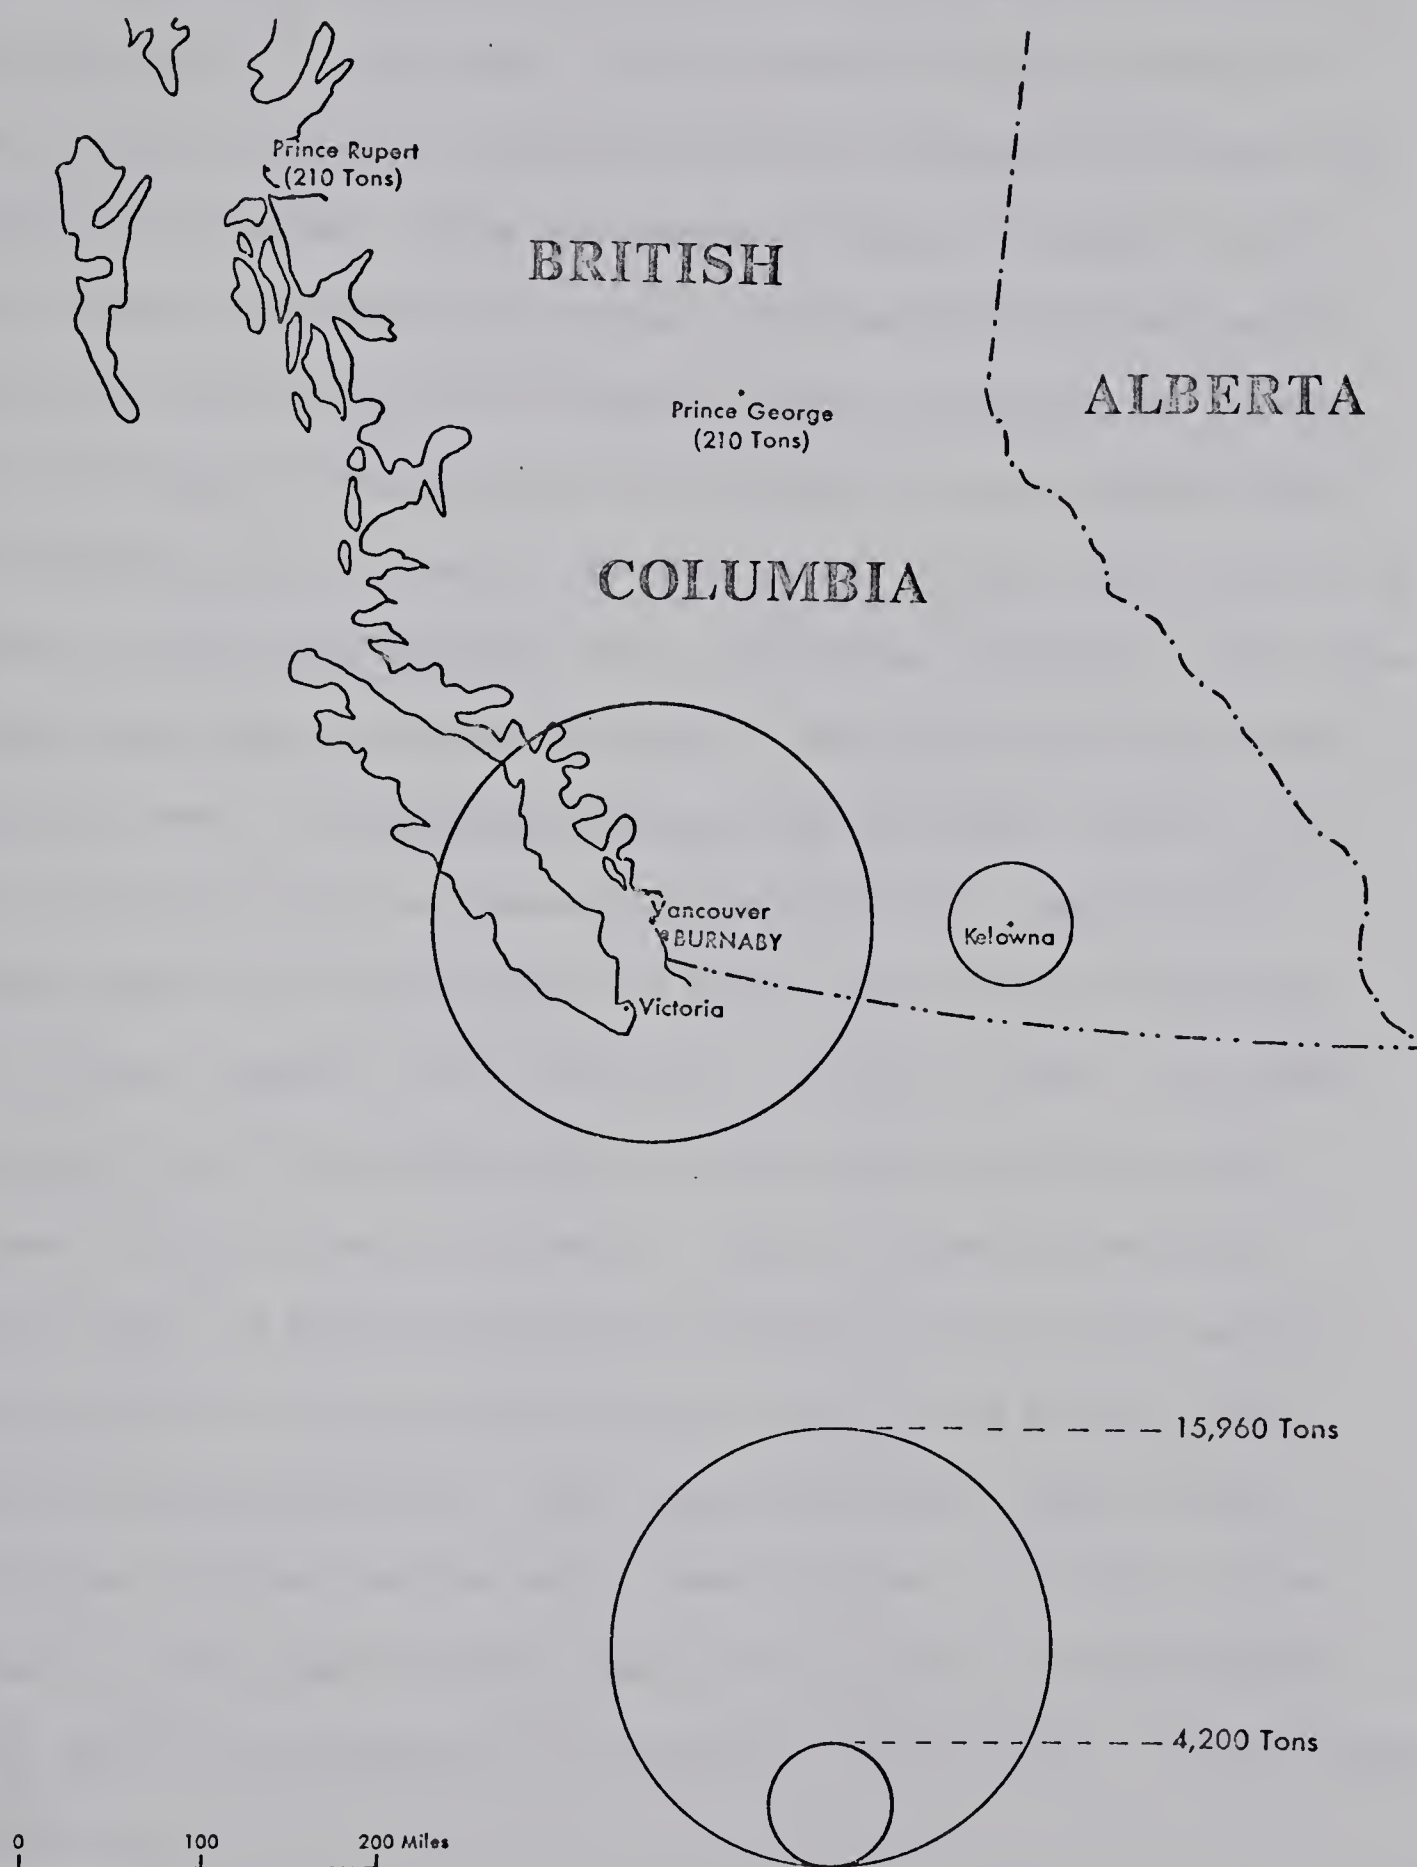 Prince Rupert
(210 Tons)
BRITISH
ALBERTA
Prince George
(210 Tons)
COLUMBIA
Vancouver
BURNABY
Kelowna
Victoria
15,960 Tons
4,200 Tons
0 100 200 Miles